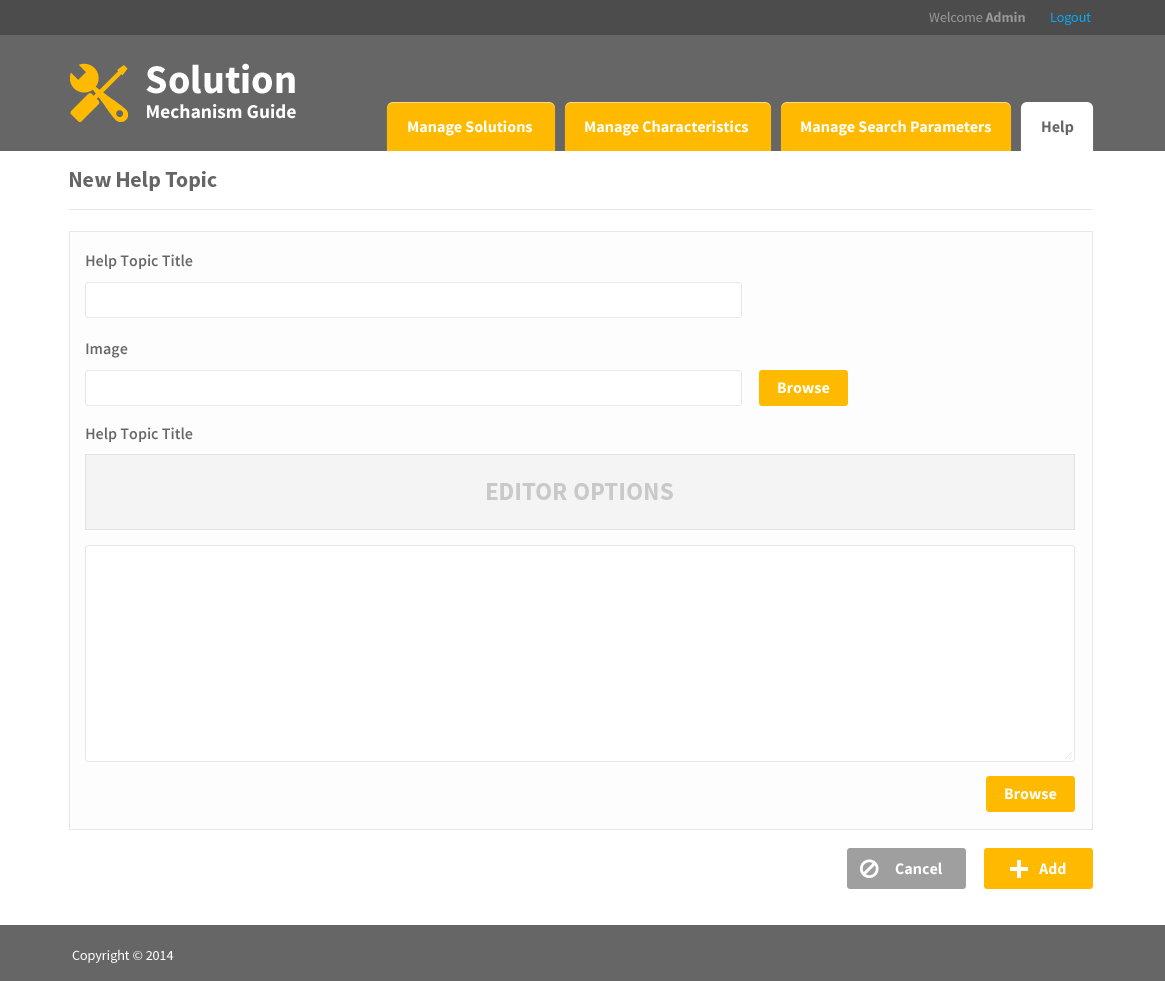 Welcome Admin Logout
Solution
Mechanism Guide
Manage Solutions
Manage Characteristics
Manage Search Parameters
Help
New Help Topic
Help Topic Title
Image
Browse
Help Topic Title
EDITOR OPTIONS
Browse
Cancel
Add
Copyright © 2014